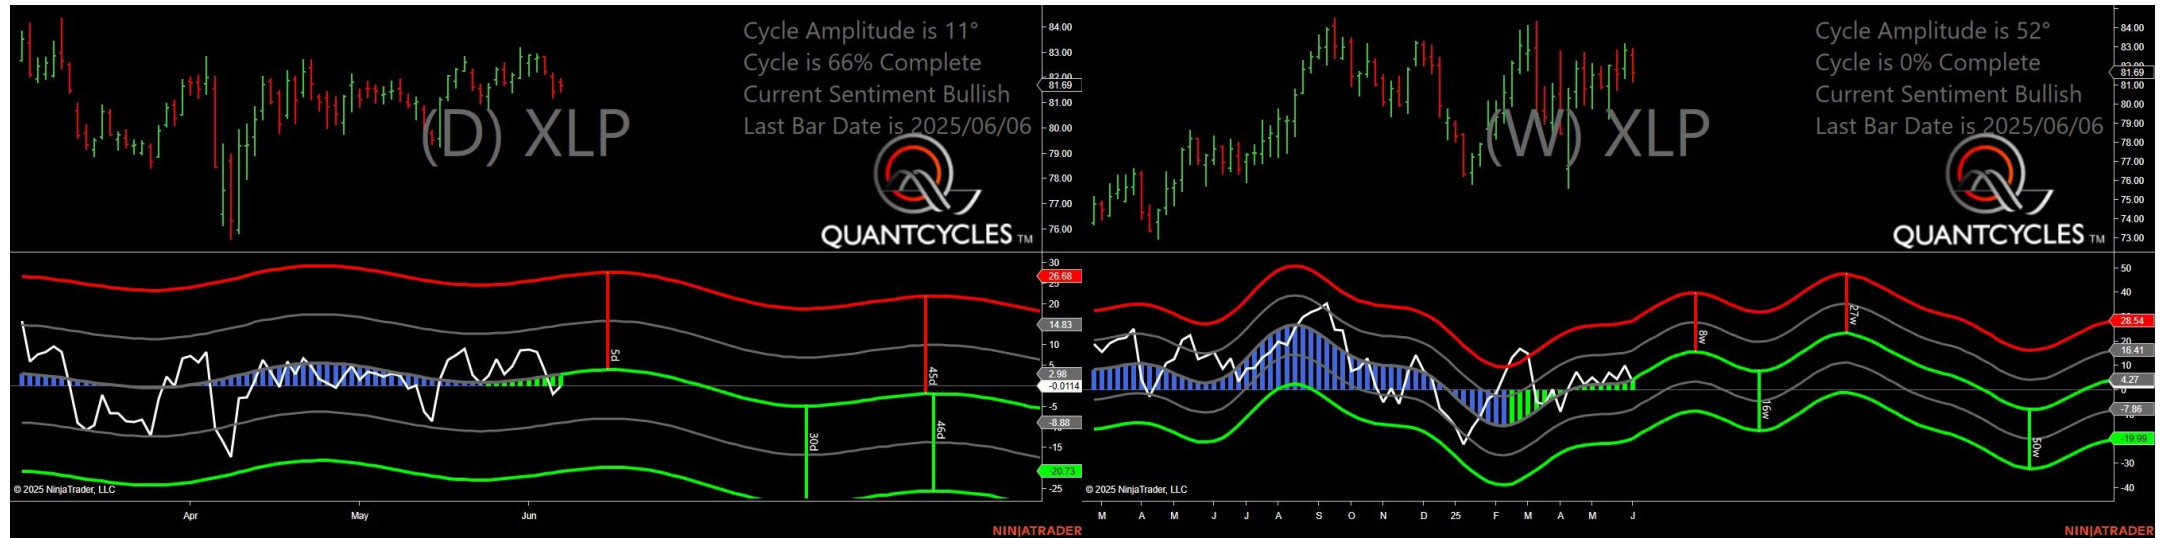 Cycle Amplitude is 11°
Cycle is 66% Complete
Current Sentiment Bullish
Last Bar Date is 2025/06/06
(D) XLP
QUANTCYCLES TM
84.00
83.00
82.00
81.69
81.00
80.00
79.00
78.00
77.00
76.00
30
26.68
25
20
14.83
10
5
2.98
-0.0114
-5
-8.88
-15
-20.73
-25
5d
30d
45d
46d
© 2025 NinjaTrader, LLC
Apr May Jun
NINJATRADER
Cycle Amplitude is 52°
Cycle is 0% Complete
Current Sentiment Bullish
Last Bar Date is 2025/06/06
(W) XLP
QUANTCYCLES TM
84.00
83.00
81.69
81.00
80.00
79.00
78.00
77.00
76.00
75.00
74.00
73.00
50
40
28.54
20
16.41
4.27
-7.86
-19.99
-30
-40
8w
16w
27w
50w
© 2025 NinjaTrader, LLC
M A M J J A S O N D 25 F M A M J
NINJATRADER